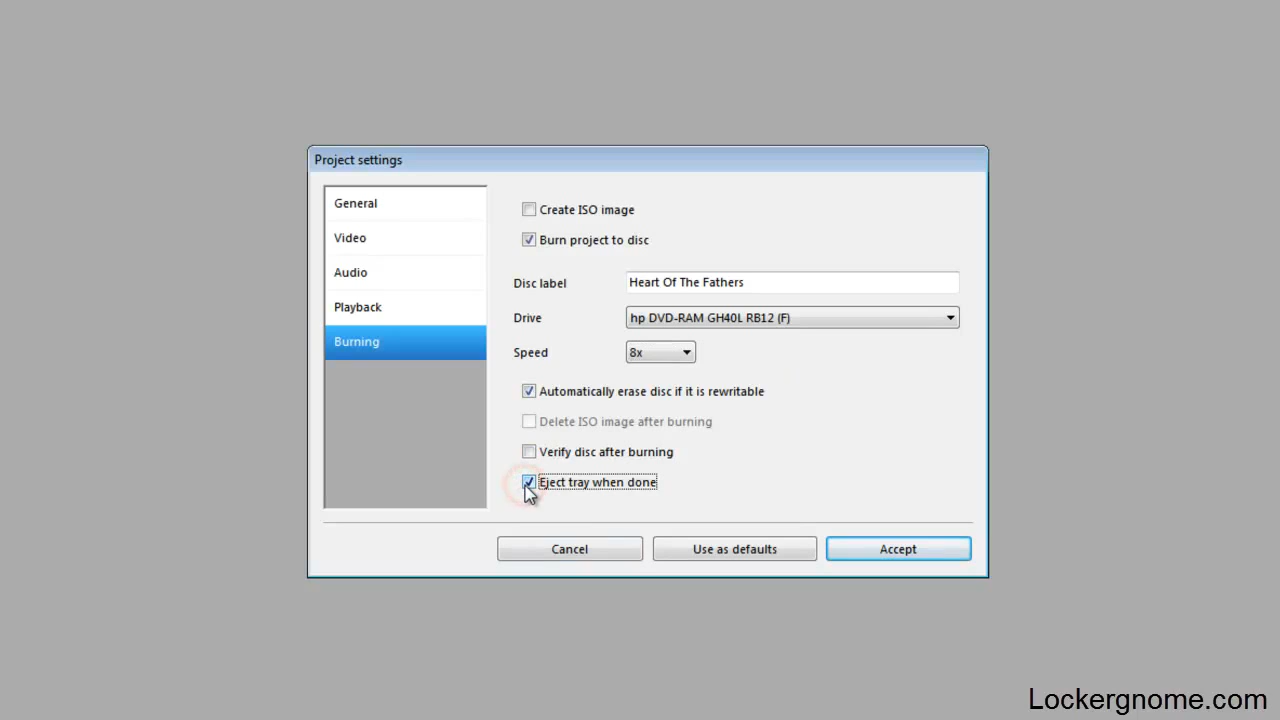 Project settings
General
Video
Audio
Playback
Burning
Create ISO image
Burn project to disc
Disc label
Heart Of The Fathers
Drive
hp DVD-RAM GH40L RB12 (F)
Speed
8x
Automatically erase disc if it is rewritable
Delete ISO image after burning
Verify disc after burning
Eject tray when done
Cancel
Use as defaults
Accept
Lockergnome.com